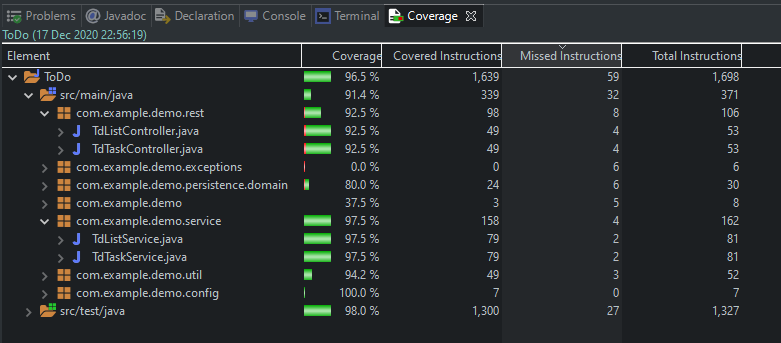 Problems @ Javadoc Declaration Console Terminal Coverage
ToDo (17 Dec 2020 22:56:19)
Element Coverage Covered Instructions Missed Instructions Total Instructions
ToDo 96.5 % 1,639 59 1,698
src/main/java 91.4 % 339 32 371
com.example.demo.rest 92.5 % 98 8 106
TdListController.java 92.5 % 49 4 53
TdTaskController.java 92.5 % 49 4 53
com.example.demo.exceptions 0.0 % 0 6 6
com.example.demo.persistence.domain 80.0 % 24 6 30
com.example.demo 37.5 % 3 5 8
com.example.demo.service 97.5 % 158 4 162
TdListService.java 97.5 % 79 2 81
TdTaskService.java 97.5 % 79 2 81
com.example.demo.util 94.2 % 49 3 52
com.example.demo.config 100.0 % 7 0 7
src/test/java 98.0 % 1,300 27 1,327